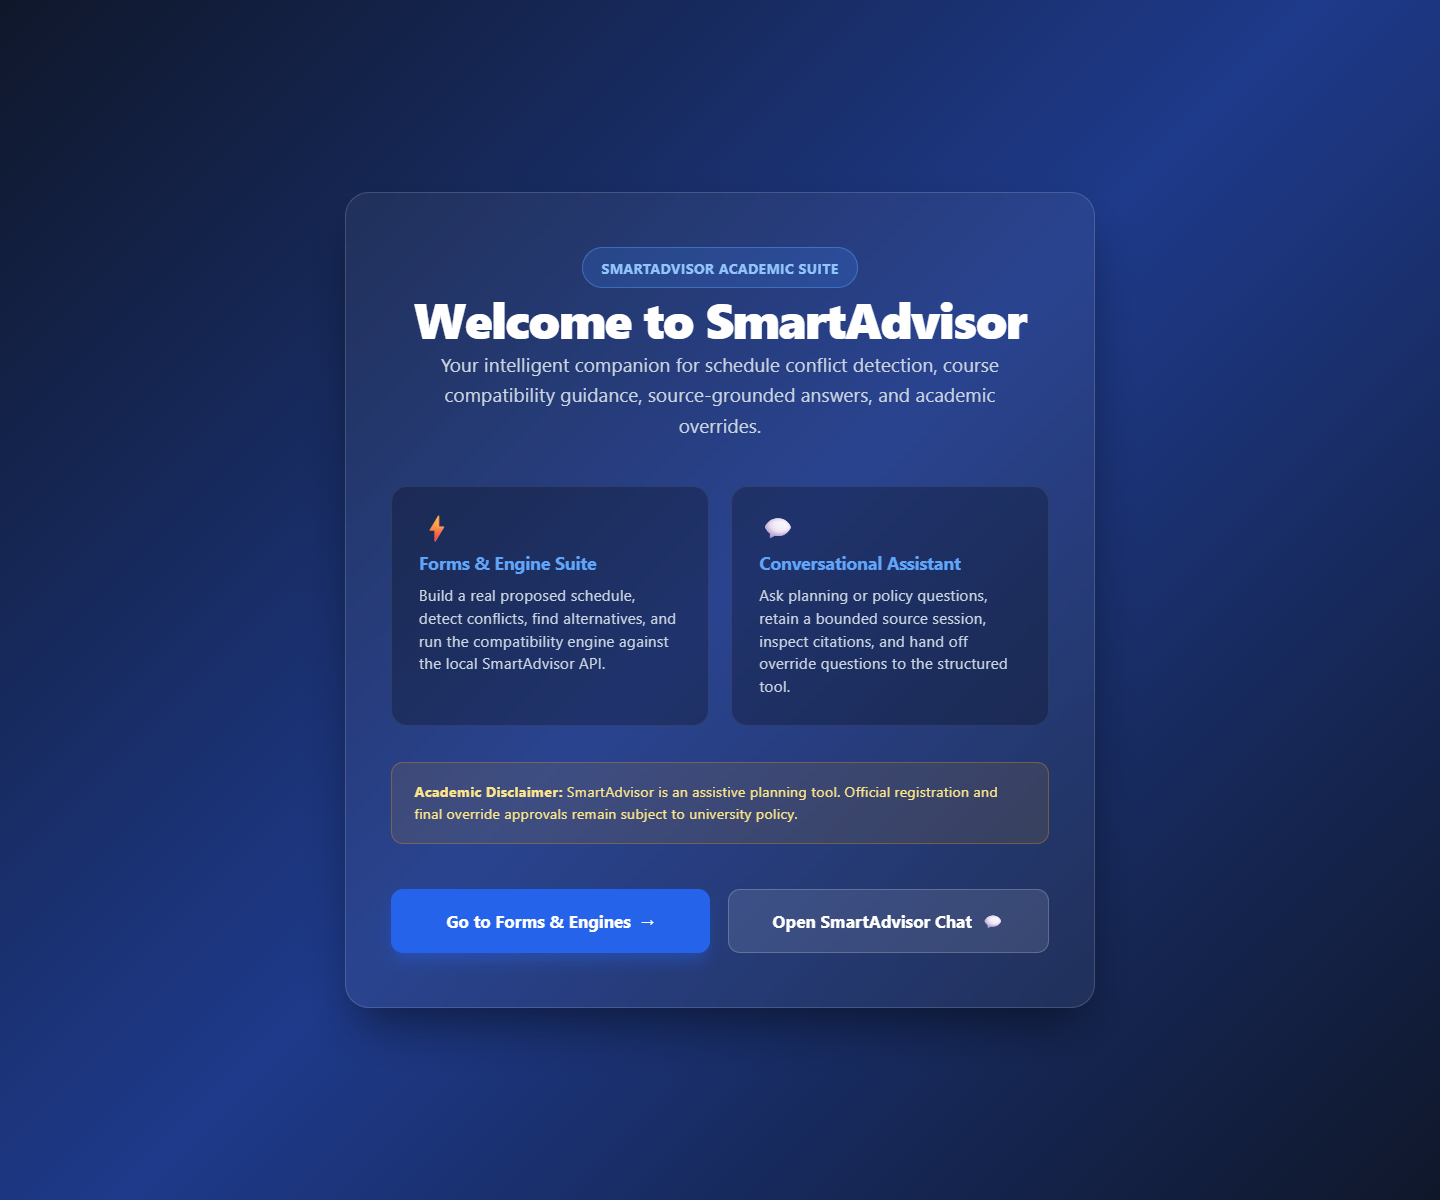 SMARTADVISOR ACADEMIC SUITE
Welcome to SmartAdvisor
Your intelligent companion for schedule conflict detection, course
compatibility guidance, source-grounded answers, and academic
overrides.
Forms & Engine Suite
Build a real proposed schedule,
detect conflicts, find alternatives, and
run the compatibility engine against
the local SmartAdvisor API.
Conversational Assistant
Ask planning or policy questions,
retain a bounded source session,
inspect citations, and hand off
override questions to the structured
tool.
Academic Disclaimer: SmartAdvisor is an assistive planning tool. Official registration and
final override approvals remain subject to university policy.
Go to Forms & Engines →
Open SmartAdvisor Chat